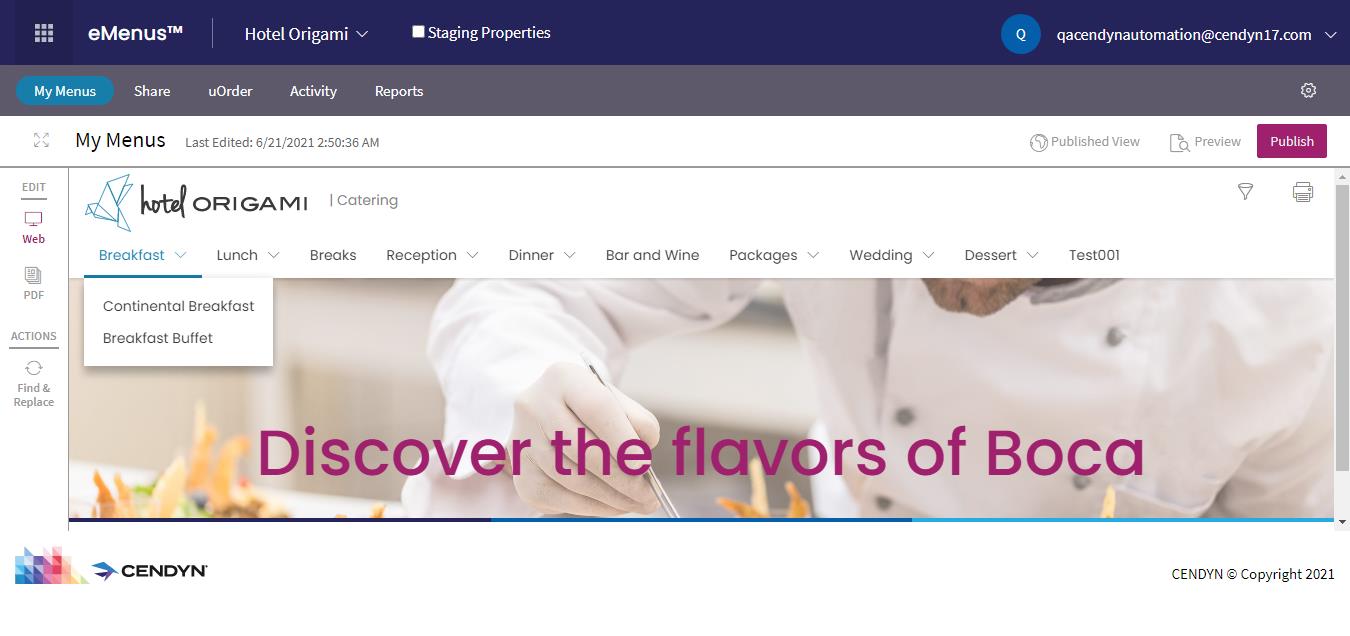 eMenus™ Hotel Origami Staging Properties Q qacendynautomation@cendyn17.com
My Menus Share uOrder Activity Reports
My Menus Last Edited: 6/21/2021 2:50:36 AM Published View Preview Publish
EDIT
Web
PDF
ACTIONS
Find &
Replace
hotel ORIGAMI | Catering
Breakfast Lunch Breaks Reception Dinner Bar and Wine Packages Wedding Dessert Test001
Continental Breakfast
Breakfast Buffet
Discover the flavors of Boca
CENDYN
CENDYN © Copyright 2021